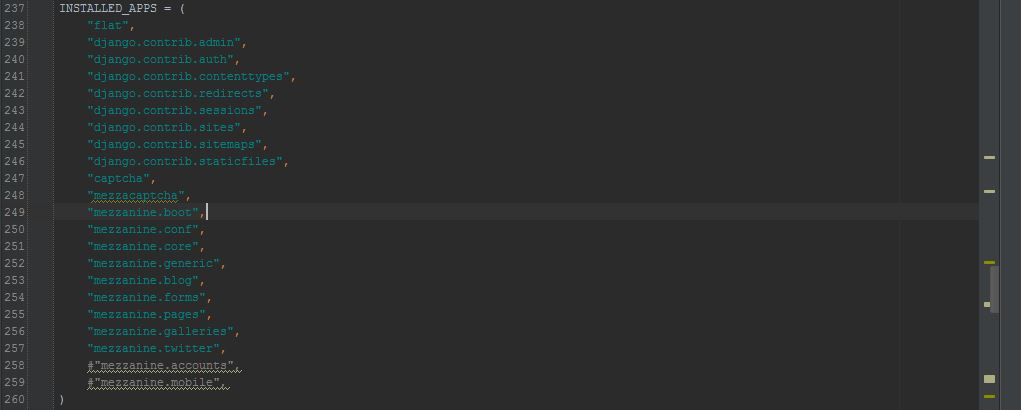 237 INSTALLED_APPS = (
238 "flat",
239 "django.contrib.admin",
240 "django.contrib.auth",
241 "django.contrib.contenttypes",
242 "django.contrib.redirects",
243 "django.contrib.sessions",
244 "django.contrib.sites",
245 "django.contrib.sitemaps",
246 "django.contrib.staticfiles",
247 "captcha",
248 "mezzacaptcha",
249 "mezzanine.boot",
250 "mezzanine.conf",
251 "mezzanine.core",
252 "mezzanine.generic",
253 "mezzanine.blog",
254 "mezzanine.forms",
255 "mezzanine.pages",
256 "mezzanine.galleries",
257 "mezzanine.twitter",
258 #"mezzanine.accounts",
259 #"mezzanine.mobile",
260 )